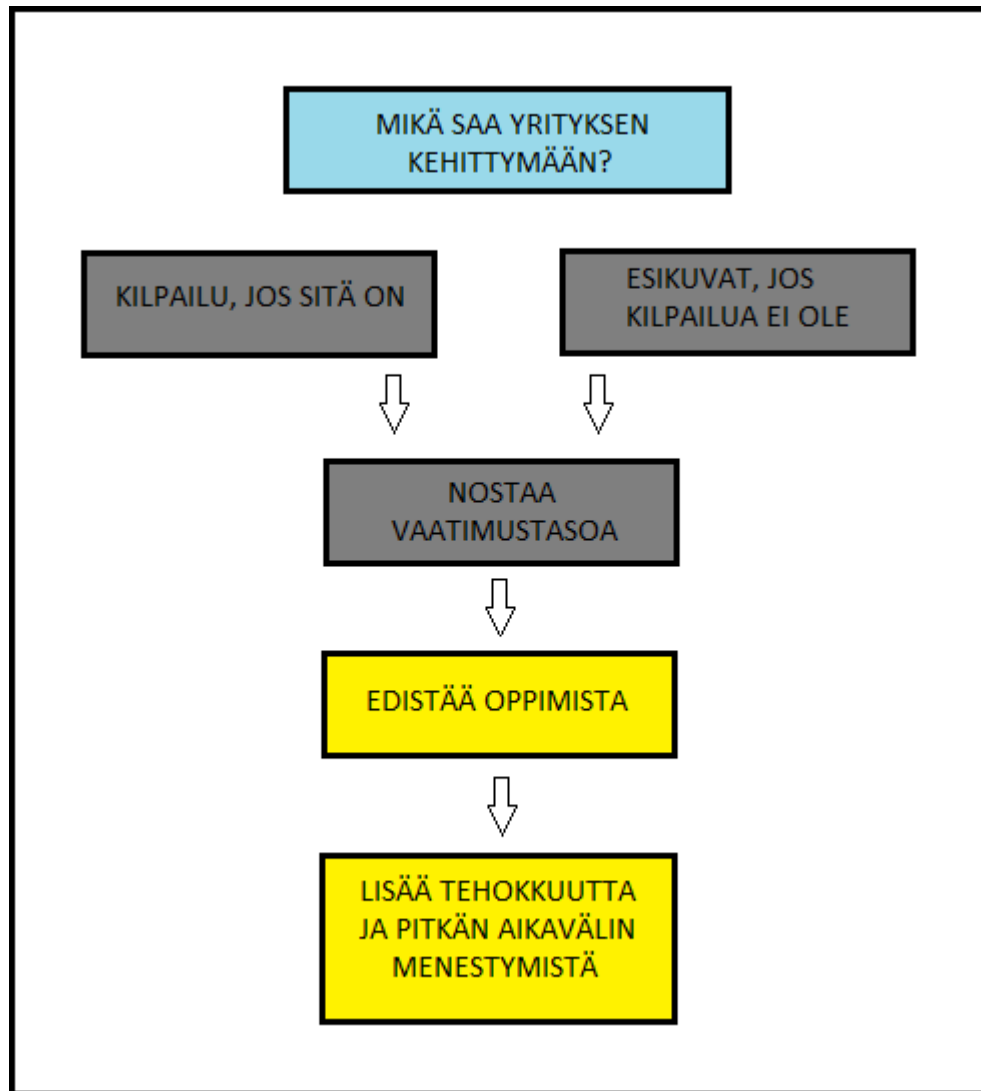 MIKÄ SAA YRITYKSEN
KEHITTYMÄÄN?
KILPAILU, JOS SITÄ ON
ESIKUVAT, JOS
KILPAILUA EI OLE
NOSTAA
VAATIMUSTASOA
EDISTÄÄ OPPIMISTA
LISÄÄ TEHOKKUUTTA
JA PITKÄN AIKAVÄLIN
MENESTYMISTÄ